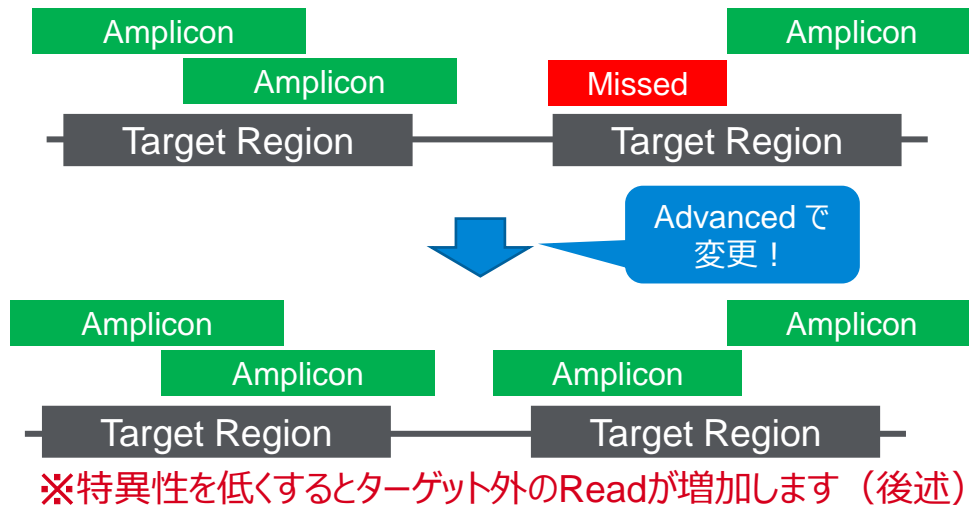 Amplicon
Amplicon
Amplicon
Missed
Target Region
Target Region
Advanced で
変更！
Amplicon
Amplicon
Amplicon
Amplicon
Target Region
Target Region
※特異性を低くするとターゲット外のReadが増加します（後述）